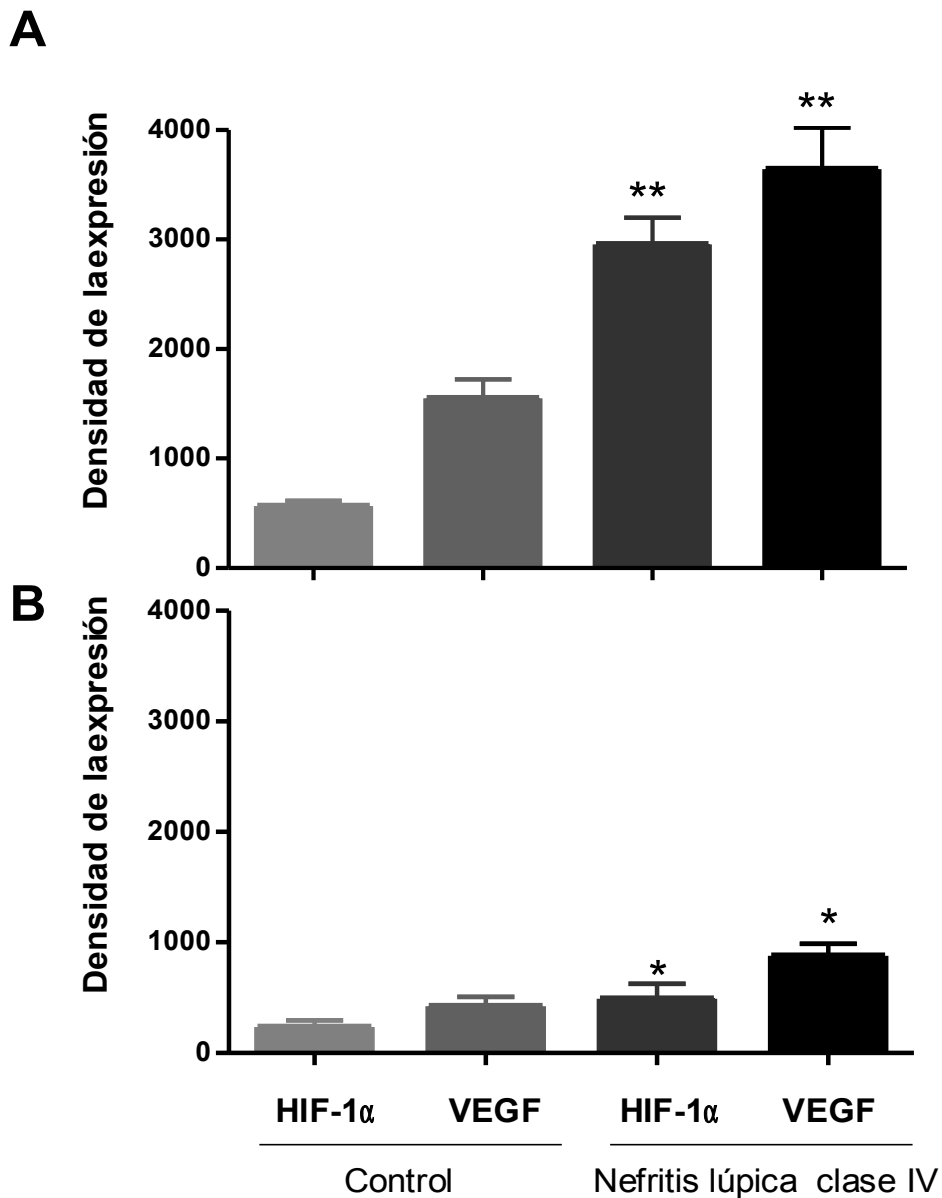 A
Densidad de laexpresión
4000
3000
2000
1000
0
**
**
B
Densidad de laexpresión
4000
3000
2000
1000
0
*
*
HIF-1α VEGF HIF-1α VEGF
Control Nefritis lúpica clase IV